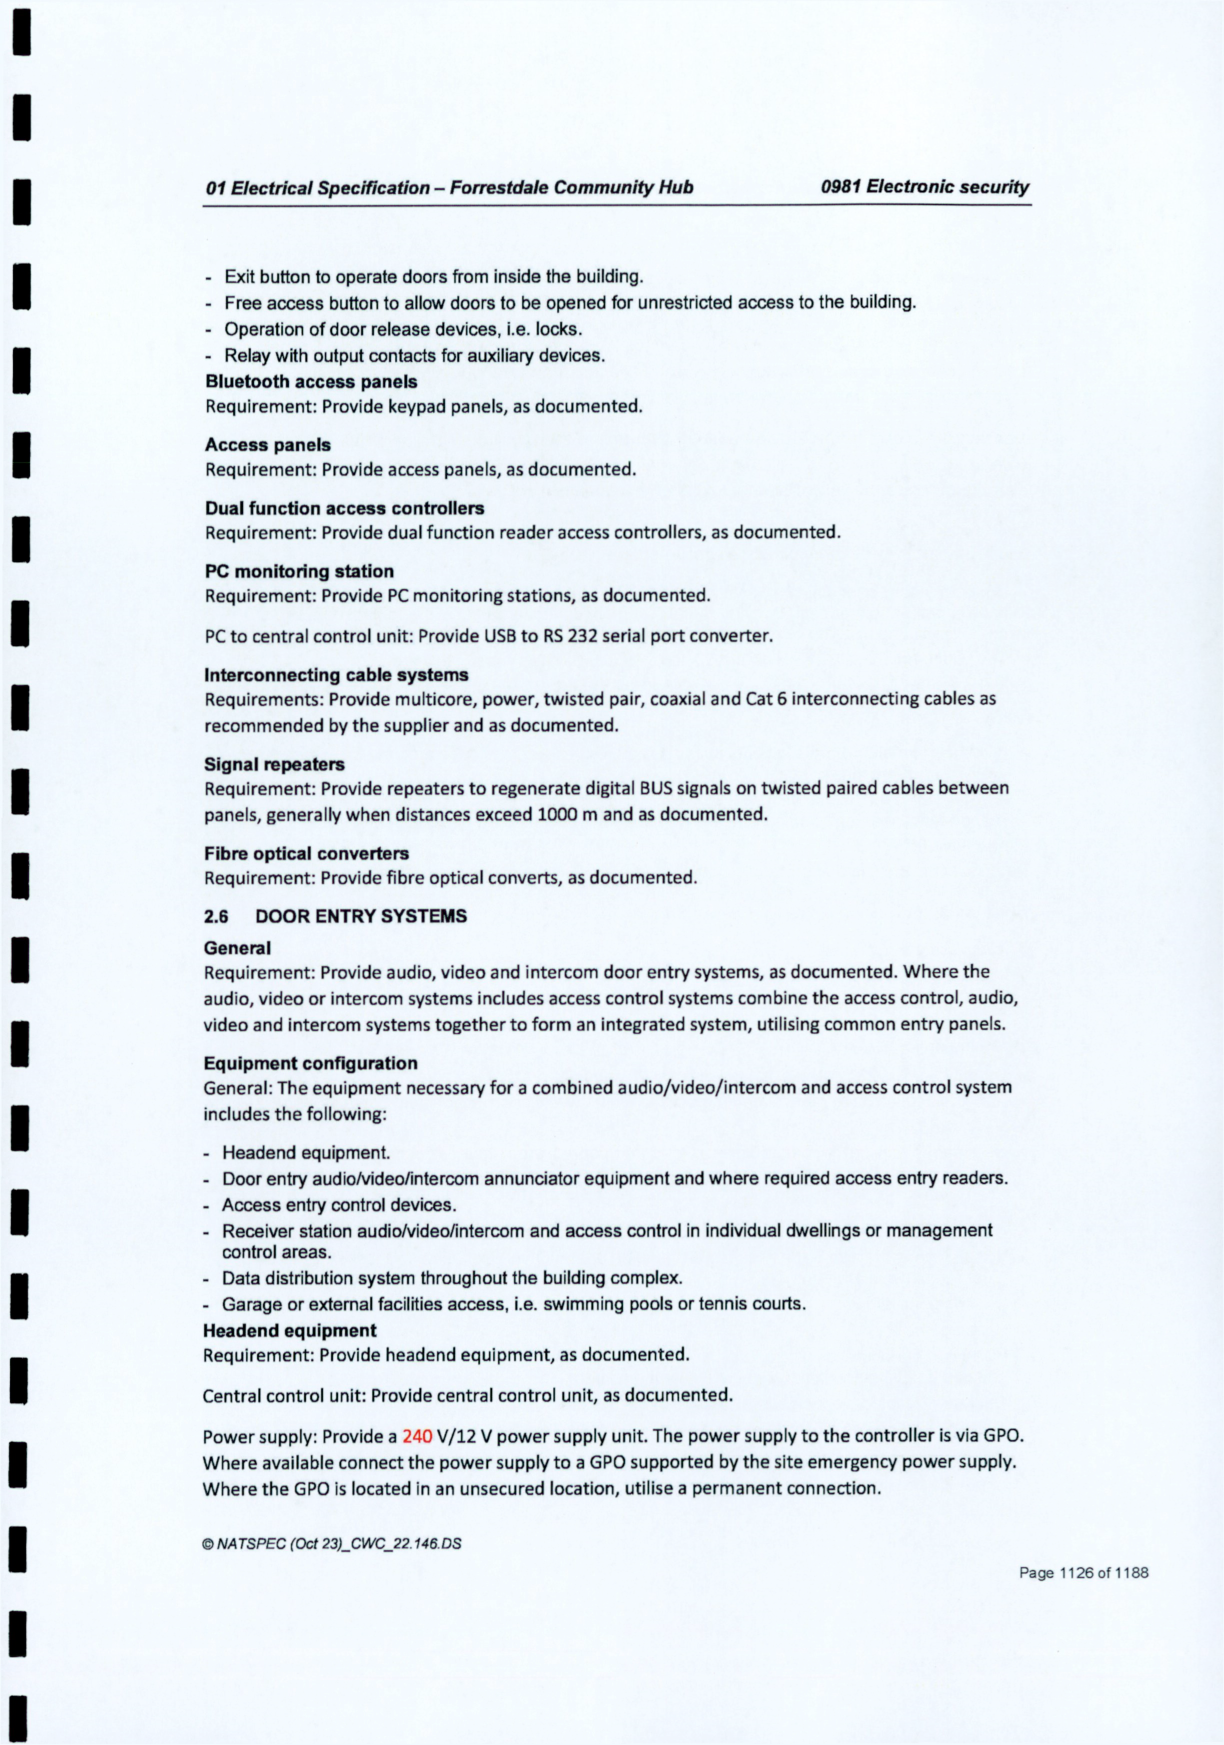 01 Electrical Specification – Forrestdale Community Hub 0981 Electronic security
- Exit button to operate doors from inside the building.
- Free access button to allow doors to be opened for unrestricted access to the building.
- Operation of door release devices, i.e. locks.
- Relay with output contacts for auxiliary devices.
Bluetooth access panels
Requirement: Provide keypad panels, as documented.
Access panels
Requirement: Provide access panels, as documented.
Dual function access controllers
Requirement: Provide dual function reader access controllers, as documented.
PC monitoring station
Requirement: Provide PC monitoring stations, as documented.
PC to central control unit: Provide USB to RS 232 serial port converter.
Interconnecting cable systems
Requirements: Provide multicore, power, twisted pair, coaxial and Cat 6 interconnecting cables as
recommended by the supplier and as documented.
Signal repeaters
Requirement: Provide repeaters to regenerate digital BUS signals on twisted paired cables between
panels, generally when distances exceed 1000 m and as documented.
Fibre optical converters
Requirement: Provide fibre optical converts, as documented.
2.6 DOOR ENTRY SYSTEMS
General
Requirement: Provide audio, video and intercom door entry systems, as documented. Where the
audio, video or intercom systems includes access control systems combine the access control, audio,
video and intercom systems together to form an integrated system, utilising common entry panels.
Equipment configuration
General: The equipment necessary for a combined audio/video/intercom and access control system
includes the following:
- Headend equipment.
- Door entry audio/video/intercom annunciator equipment and where required access entry readers.
- Access entry control devices.
- Receiver station audio/video/intercom and access control in individual dwellings or management
control areas.
- Data distribution system throughout the building complex.
- Garage or external facilities access, i.e. swimming pools or tennis courts.
Headend equipment
Requirement: Provide headend equipment, as documented.
Central control unit: Provide central control unit, as documented.
Power supply: Provide a 240 V/12 V power supply unit. The power supply to the controller is via GPO.
Where available connect the power supply to a GPO supported by the site emergency power supply.
Where the GPO is located in an unsecured location, utilise a permanent connection.
© NATSPEC (Oct 23)_CWC_22.146.DS
Page 1126 of 1188